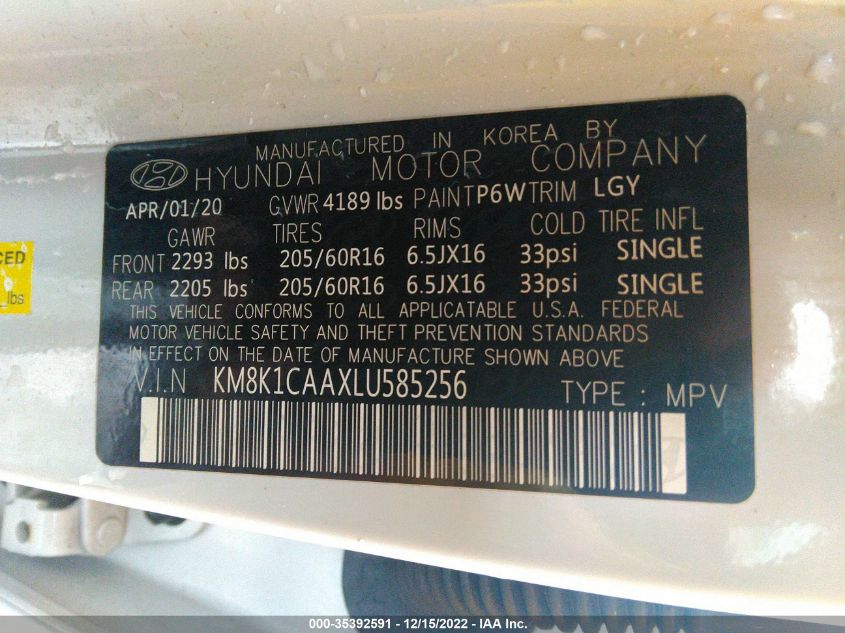 MANUFACTURED IN KOREA BY
HYUNDAI MOTOR COMPANY
APR/01/20 GVWR 4189 lbs PAINT P6W TRIM LGY
GAWR TIRES RIMS COLD TIRE INFL
FRONT 2293 lbs 205/60R16 6.5JX16 33psi SINGLE
REAR 2205 lbs 205/60R16 6.5JX16 33psi SINGLE
THIS VEHICLE CONFORMS TO ALL APPLICATABLE U.S.A. FEDERAL
MOTOR VEHICLE SAFETY AND THEFT PREVENTION STANDARDS
IN EFFECT ON THE DATE OF MANUFACTURE SHOWN ABOVE
V.I.N KM8K1CAAXLU585256 TYPE : MPV
CED
lbs
000-35392591 - 12/15/2022 - IAA Inc.